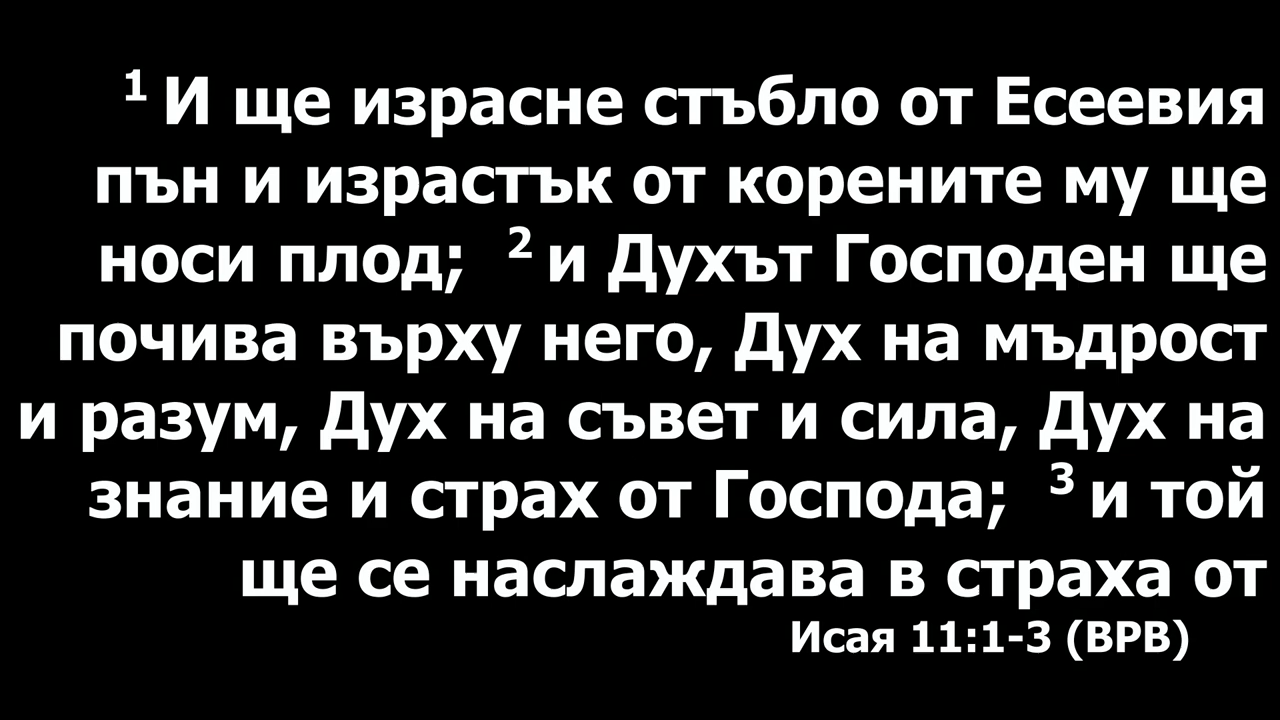 ¹ И ще израсне стъбло от Есеевия
пън и израстък от корените му ще
носи плод; ² и Духът Господен ще
почива върху него, Дух на мъдрост
и разум, Дух на съвет и сила, Дух на
знание и страх от Господа; ³ и той
ще се наслаждава в страха от
Исая 11:1-3 (ВРВ)